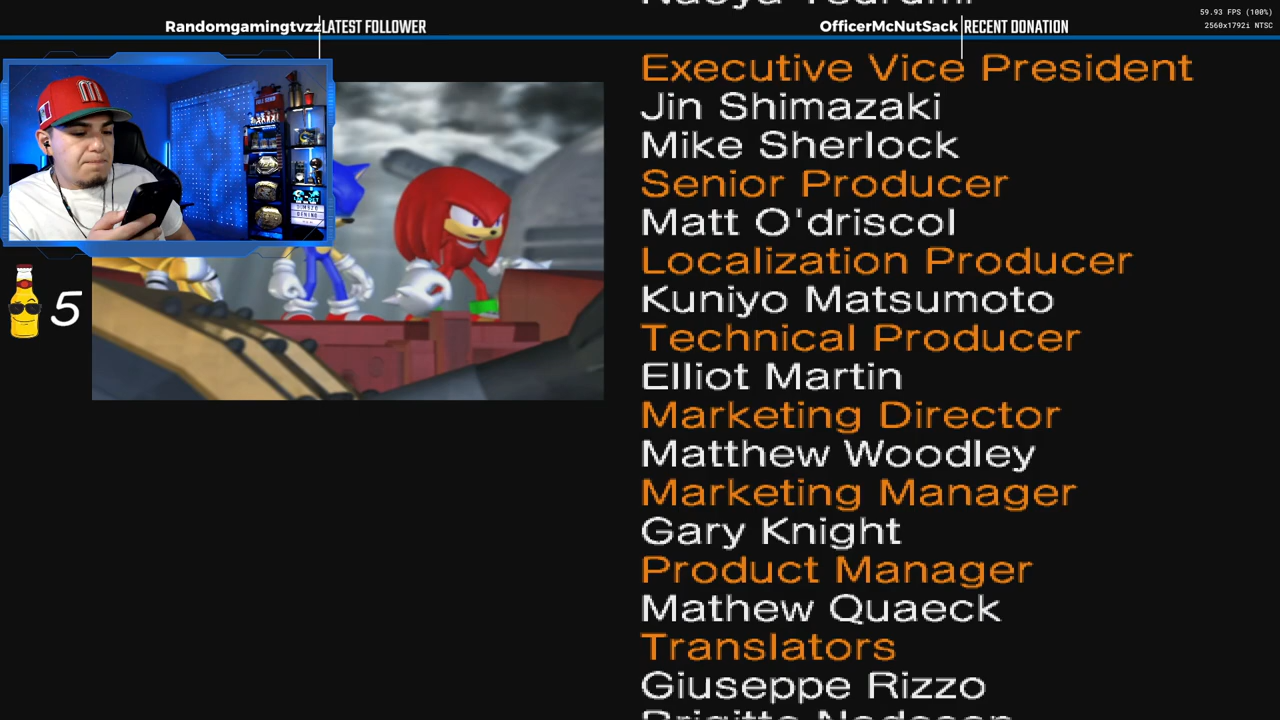 Randomgamingtvzz LATEST FOLLOWER
OfficerMcNutSack RECENT DONATION
59.93 FPS (100%)
2560x1792i NTSC
Naoya Tsurumi
Executive Vice President
Jin Shimazaki
Mike Sherlock
Senior Producer
Matt O'driscol
Localization Producer
Kuniyo Matsumoto
Technical Producer
Elliot Martin
Marketing Director
Matthew Woodley
Marketing Manager
Gary Knight
Product Manager
Mathew Quaeck
Translators
Giuseppe Rizzo
5